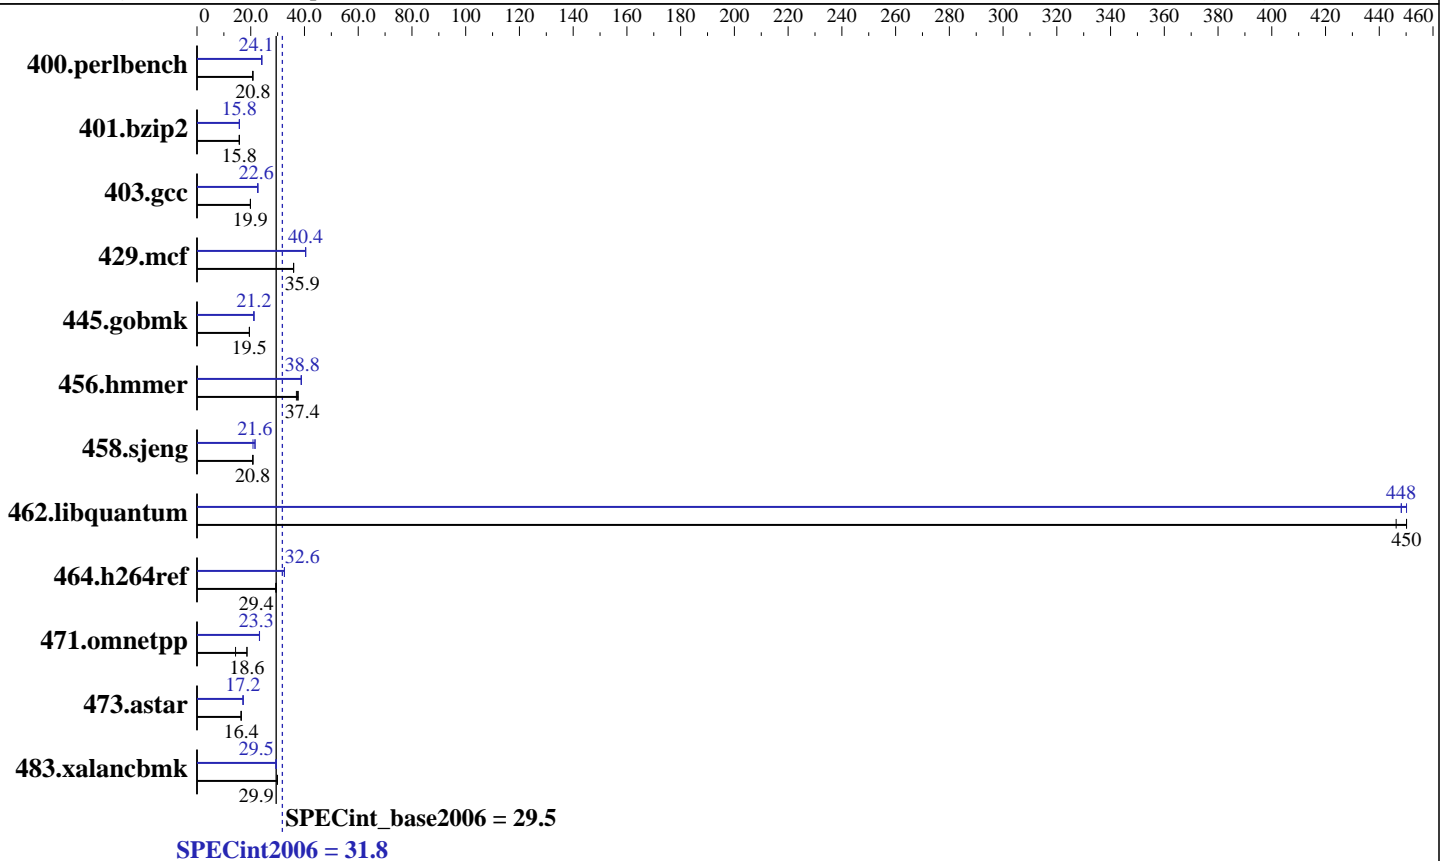 0 20.0 40.0 60.0 80.0 100 120 140 160 180 200 220 240 260 280 300 320 340 360 380 400 420 440 460
24.1
400.perlbench
20.8
15.8
401.bzip2
15.8
22.6
403.gcc
19.9
40.4
429.mcf
35.9
21.2
445.gobmk
19.5
38.8
456.hmmer
37.4
21.6
458.sjeng
20.8
448
462.libquantum
450
32.6
464.h264ref
29.4
23.3
471.omnetpp
18.6
17.2
473.astar
16.4
29.5
483.xalancbmk
29.9
SPECint_base2006 = 29.5
SPECint2006 = 31.8